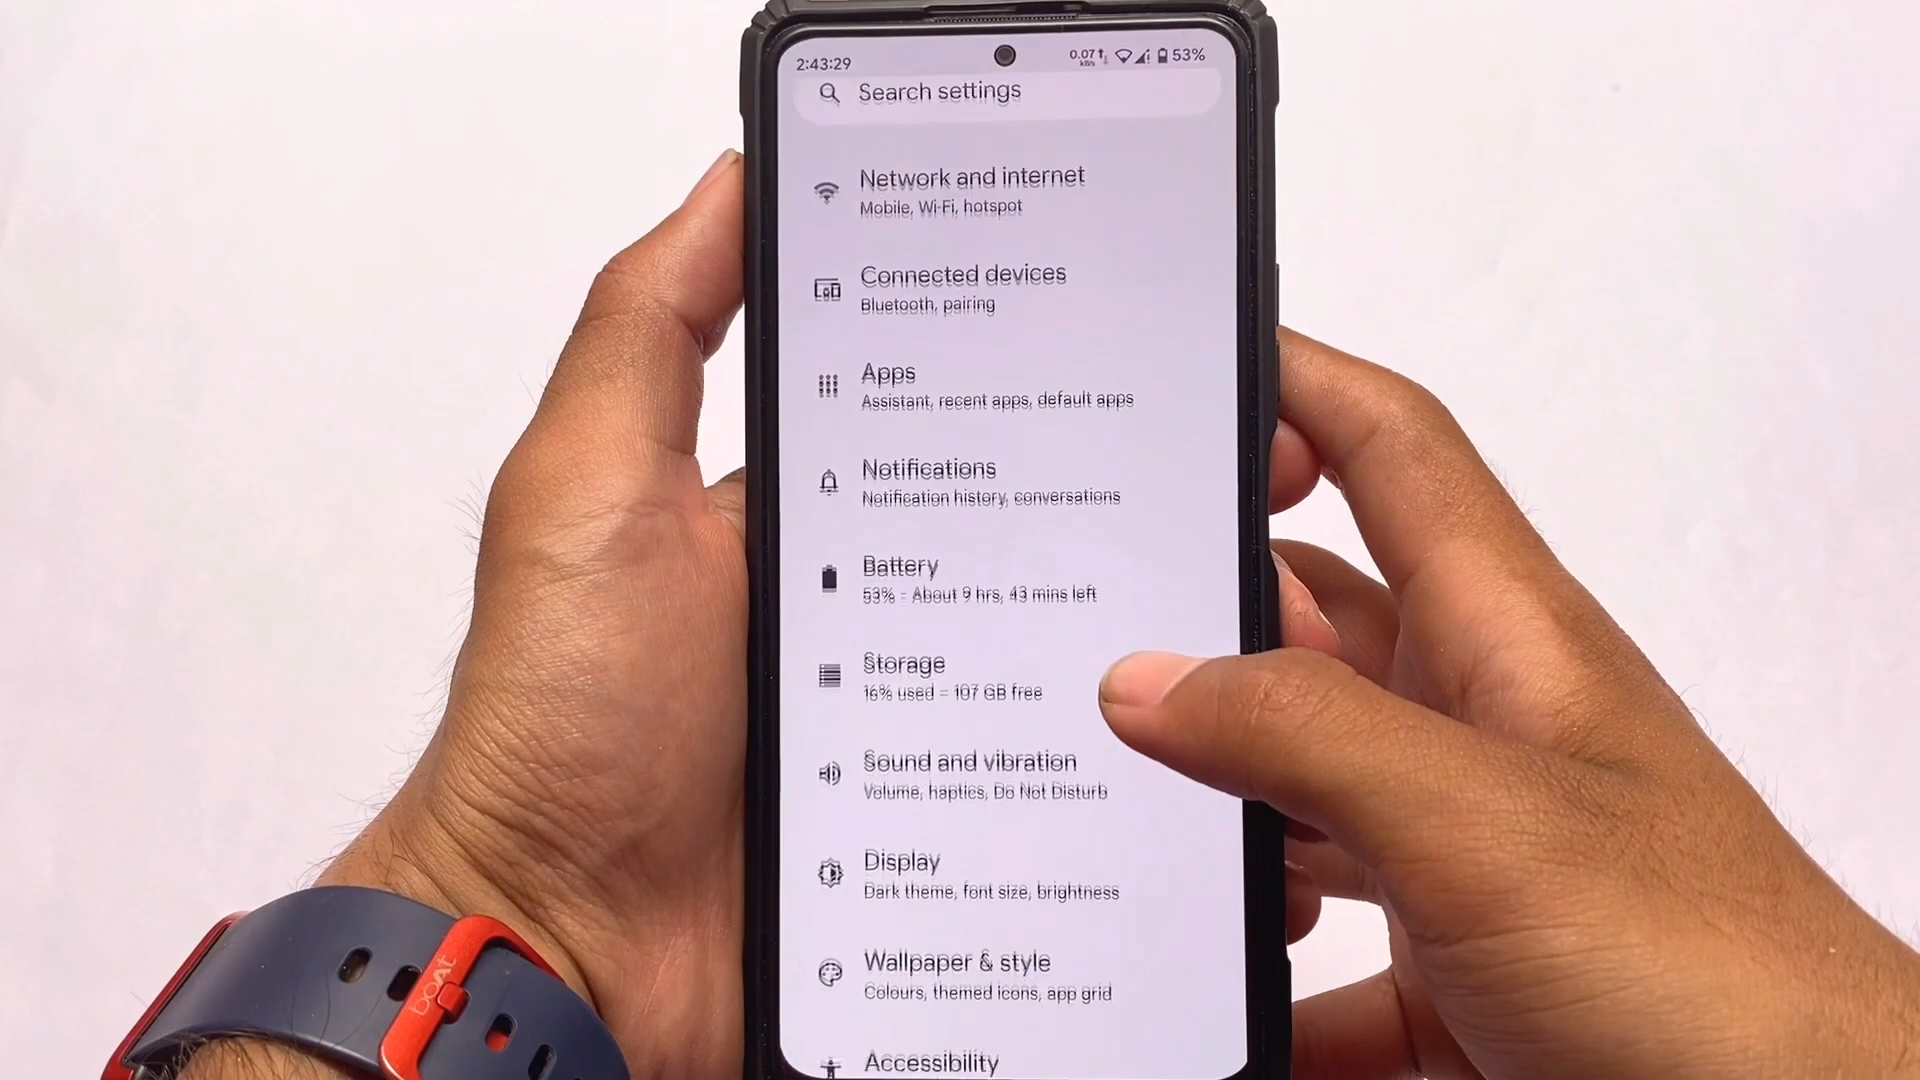 2:43:29
0.07
kB/s
53%
Search settings
Network and internet
Mobile, Wi-Fi, hotspot
Connected devices
Bluetooth, pairing
Apps
Assistant, recent apps, default apps
Notifications
Notification history, conversations
Battery
53% - About 9 hrs, 43 mins left
Storage
16% used - 107 GB free
Sound and vibration
Volume, haptics, Do Not Disturb
Display
Dark theme, font size, brightness
Wallpaper & style
Colours, themed icons, app grid
Accessibility
boAt